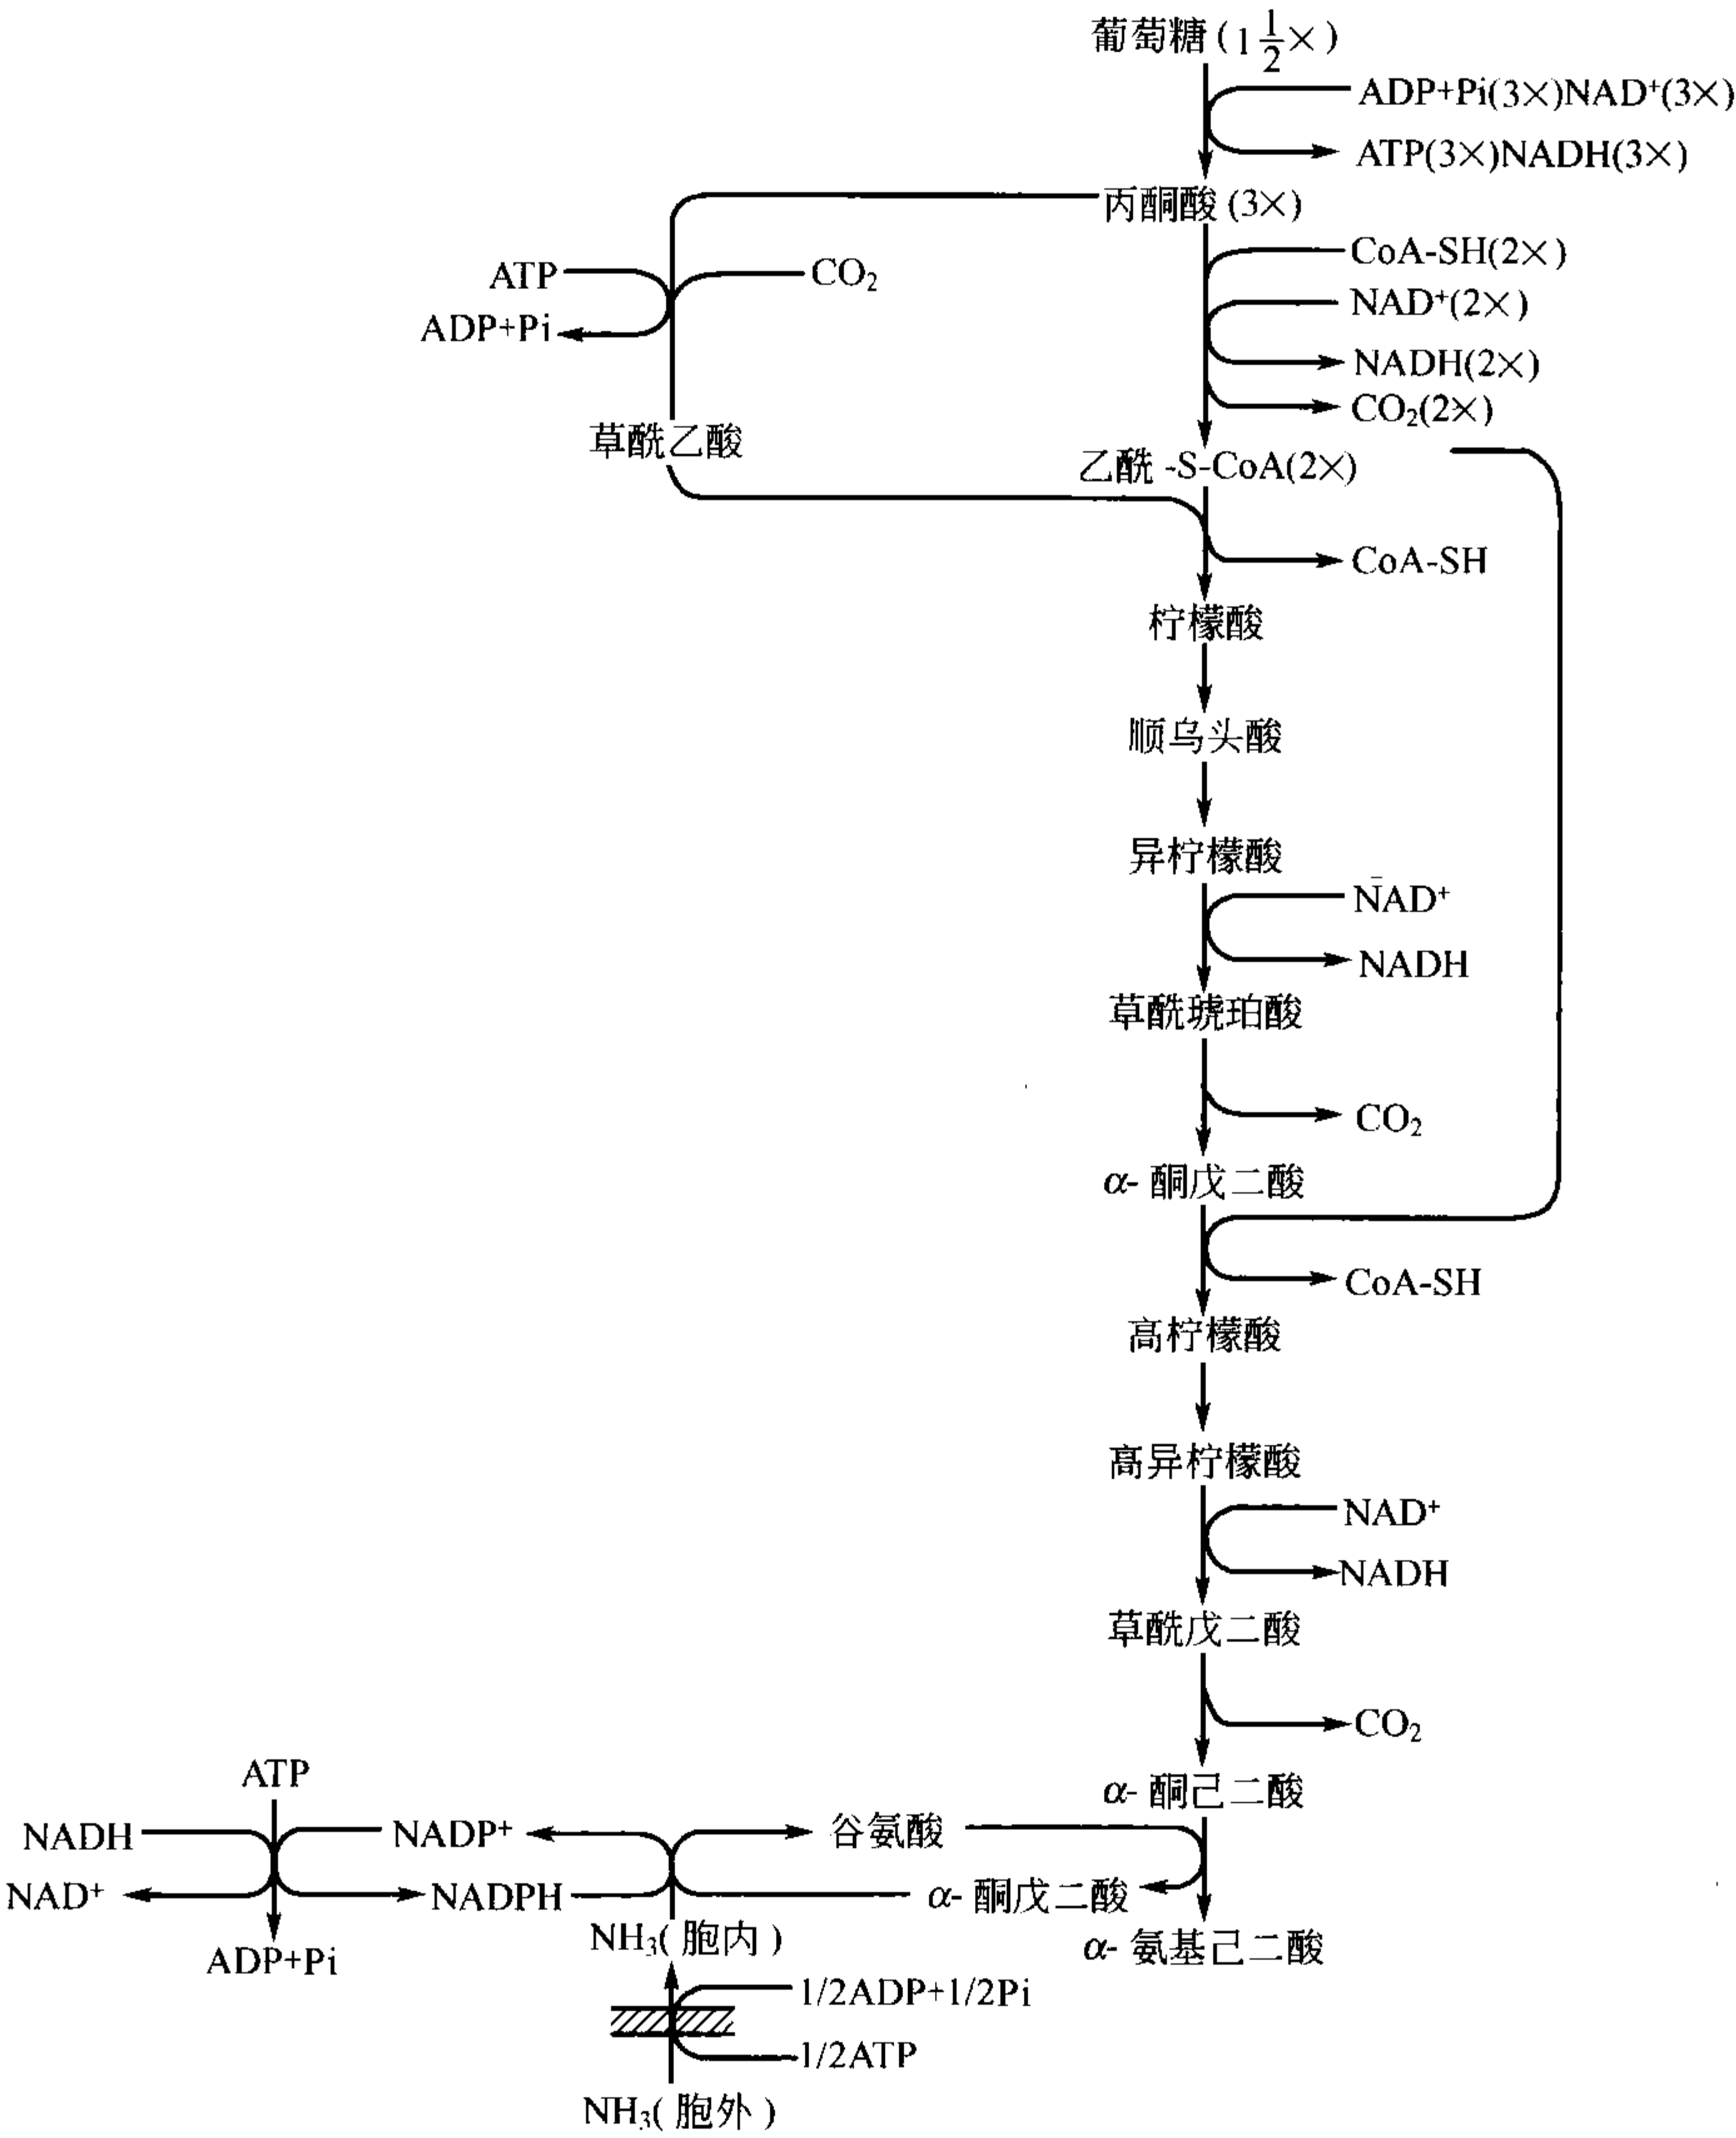 葡萄糖(1 1/2×)
ADP+Pi(3×)NAD⁺(3×)
ATP(3×)NADH(3×)
丙酮酸(3×)
CoA-SH(2×)
ATP
CO₂
NAD⁺(2×)
ADP+Pi
NADH(2×)
CO₂(2×)
草酰乙酸
乙酰-S-CoA(2×)
CoA-SH
柠檬酸
顺乌头酸
异柠檬酸
NAD⁺
NADH
草酰琥珀酸
CO₂
α-酮戊二酸
CoA-SH
高柠檬酸
高异柠檬酸
NAD⁺
NADH
草酰戊二酸
CO₂
ATP
α-酮己二酸
NADH
NADP⁺
谷氨酸
NAD⁺
NADPH
α-酮戊二酸
NH₃(胞内)
α-氨基己二酸
ADP+Pi
1/2ADP+1/2Pi
1/2ATP
NH₃(胞外)